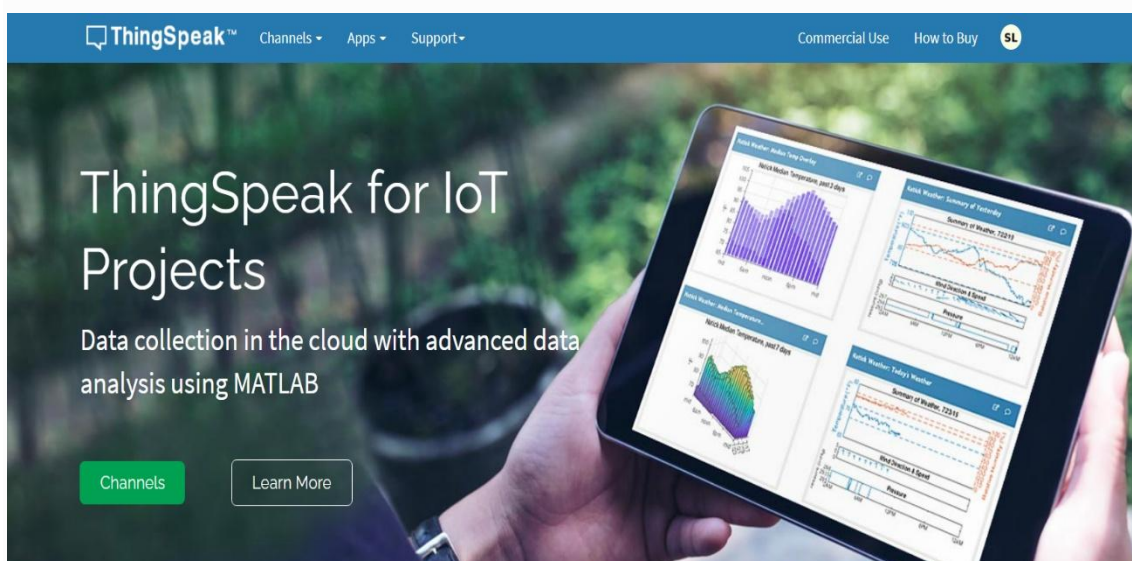 ThingSpeak™ Channels Apps Support Commercial Use How to Buy SL
ThingSpeak for IoT
Projects
Data collection in the cloud with advanced data
analysis using MATLAB
Channels Learn More
Natick Weather: Median Temp Overlay
Natick Median Temperature, past 3 days
Natick Weather: Summary of Yesterday
Summary of Weather,
Wind Direction & Speed
Pressure
Natick Weather: Median Temperature...
Natick Median Temperature, past 7 days
Natick Weather: Today's Weather
Summary of Weather,
Wind Direction & Speed
Pressure